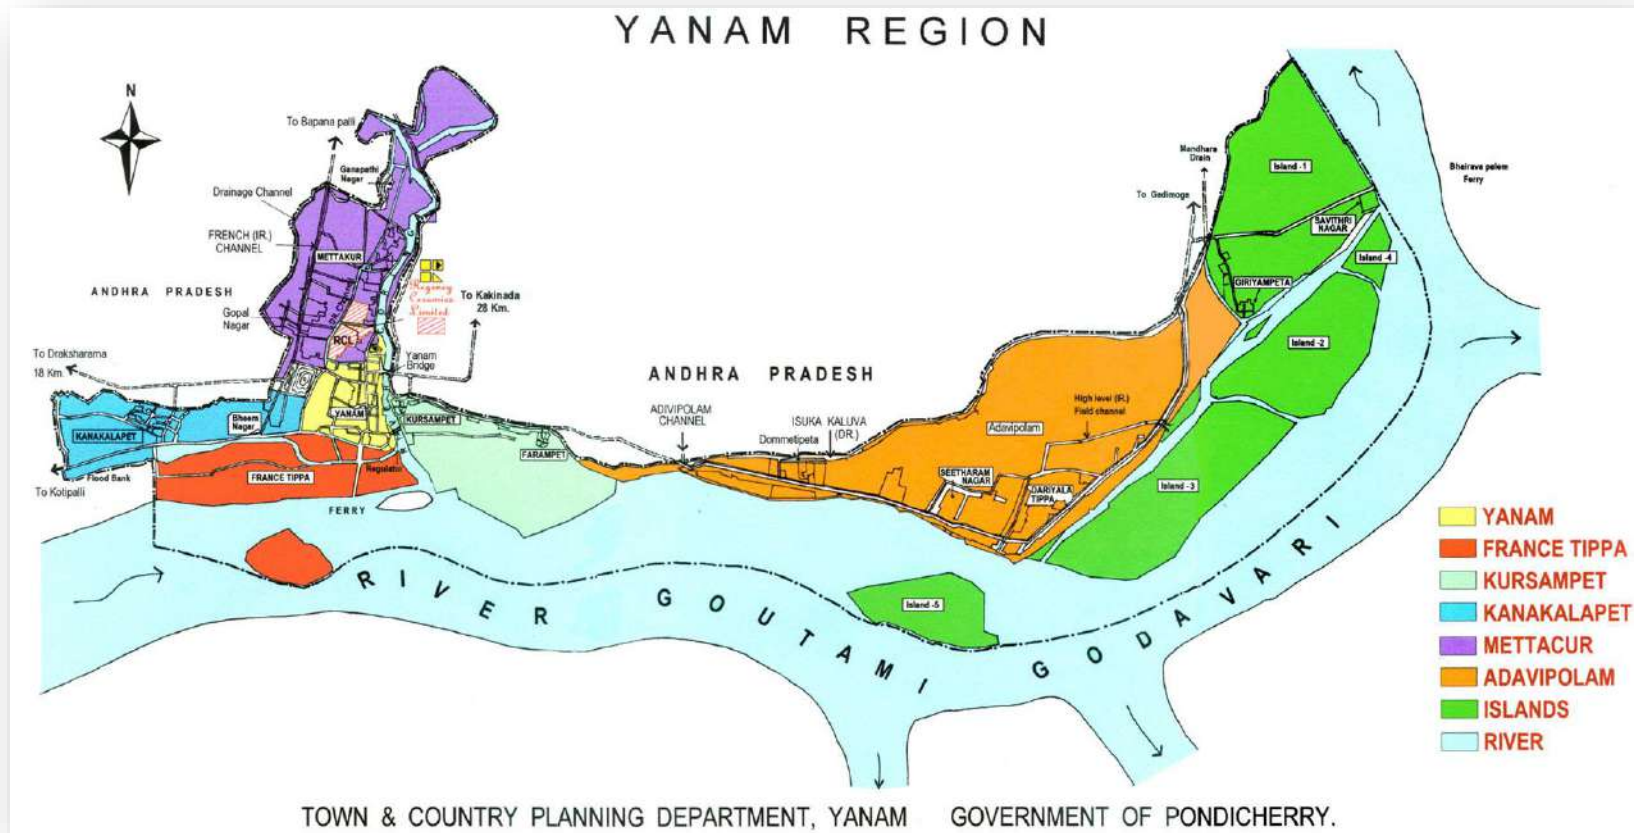 YANAM REGION
N
To Bapana palli
Ganapathi
Nagar
Drainage Channel
FRENCH (IR.)
CHANNEL
METTAKUR
ANDHRA PRADESH
Gopal
Nagar
Regency
Ceramics
Limited
To Kakinada
28 Km.
RCL
To Draksharama
18 Km.
Yanam
Bridge
KANAKALAPET
Bheem
Nagar
YANAM
KURSAMPET
FARAMPET
Flood Bank
To Kotipalli
FRANCE TIPPA
Regulator
FERRY
ANDHRA PRADESH
ADIVIPOLAM
CHANNEL
ISUKA KALUVA
(DR.)
Dommetipeta
High level (IR.)
Field channel
Adavipolam
SEETHARAM
NAGAR
DARIYALA
TIPPA
Mandhara
Drain
To Gadimoga
Island -1
SAVITHRI
NAGAR
Island -4
GIRIYAMPETA
Island -2
Island -3
Island -5
Bhairava palem
Ferry
RIVER GOUTAMI GODAVARI
YANAM
FRANCE TIPPA
KURSAMPET
KANAKALAPET
METTACUR
ADAVIPOLAM
ISLANDS
RIVER
TOWN & COUNTRY PLANNING DEPARTMENT, YANAM GOVERNMENT OF PONDICHERRY.